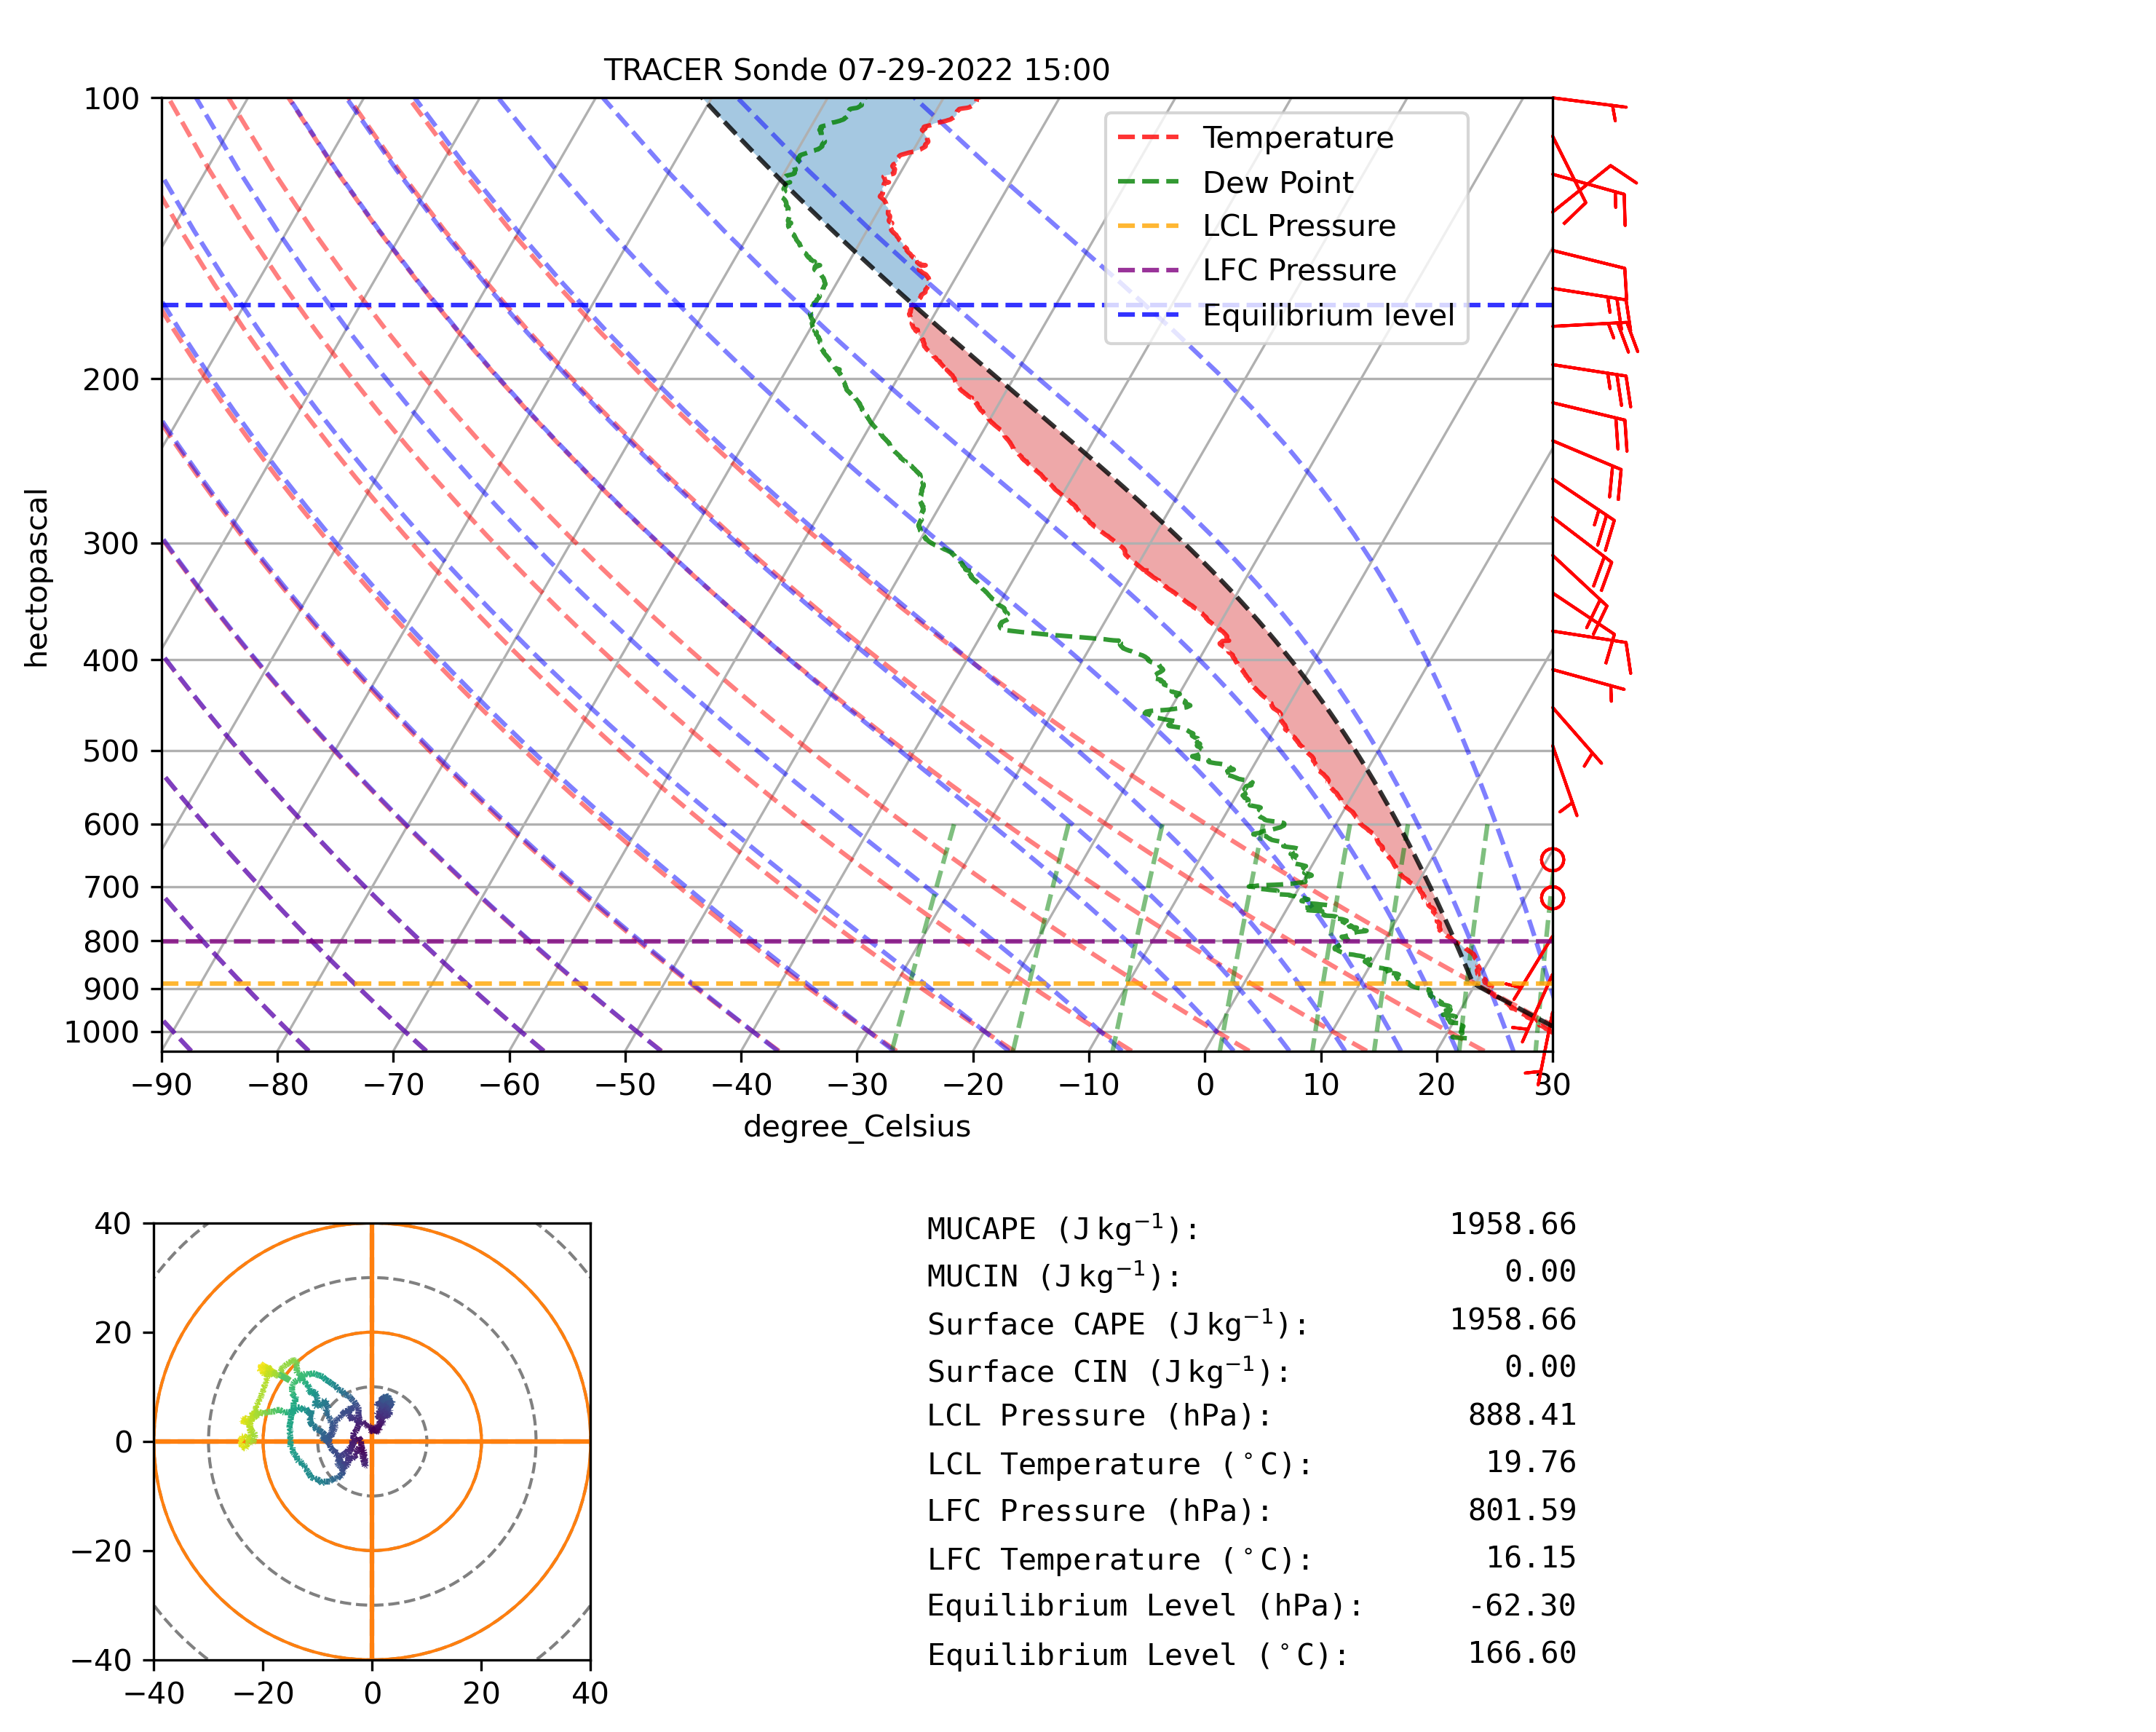 TRACER Sonde 07-29-2022 15:00
100
200
300
400
500
600
700
800
900
1000
hectopascal
Temperature
Dew Point
LCL Pressure
LFC Pressure
Equilibrium level
−90 −80 −70 −60 −50 −40 −30 −20 −10 0 10 20 30
degree_Celsius
40
20
0
−20
−40
−40 −20 0 20 40
MUCAPE (J kg⁻¹): 1958.66
MUCIN (J kg⁻¹): 0.00
Surface CAPE (J kg⁻¹): 1958.66
Surface CIN (J kg⁻¹): 0.00
LCL Pressure (hPa): 888.41
LCL Temperature (°C): 19.76
LFC Pressure (hPa): 801.59
LFC Temperature (°C): 16.15
Equilibrium Level (hPa): -62.30
Equilibrium Level (°C): 166.60